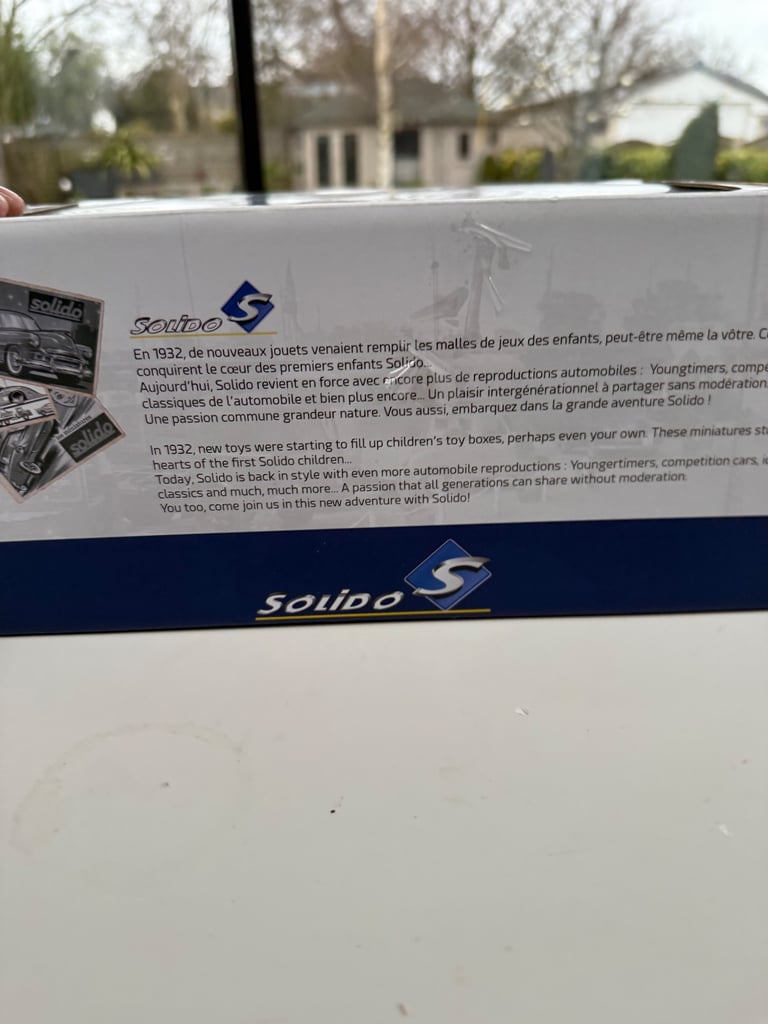 solido
solido
SOLIDO S
En 1932, de nouveaux jouets venaient remplir les malles de jeux des enfants, peut-être même la vôtre.
conquirent le cœur des premiers enfants Solido...
Aujourd'hui, Solido revient en force avec encore plus de reproductions automobiles : Youngtimers,
classiques de l'automobile et bien plus encore... Un plaisir intergénérationnel à partager sans modération.
Une passion commune grandeur nature. Vous aussi, embarquez dans la grande aventure Solido !
In 1932, new toys were starting to fill up children's toy boxes, perhaps even your own. These miniatures
hearts of the first Solido children...
Today, Solido is back in style with even more automobile reproductions : Youngertimers, competition cars,
classics and much, much more... A passion that all generations can share without moderation.
You too, come join us in this new adventure with Solido!
SOLIDO S